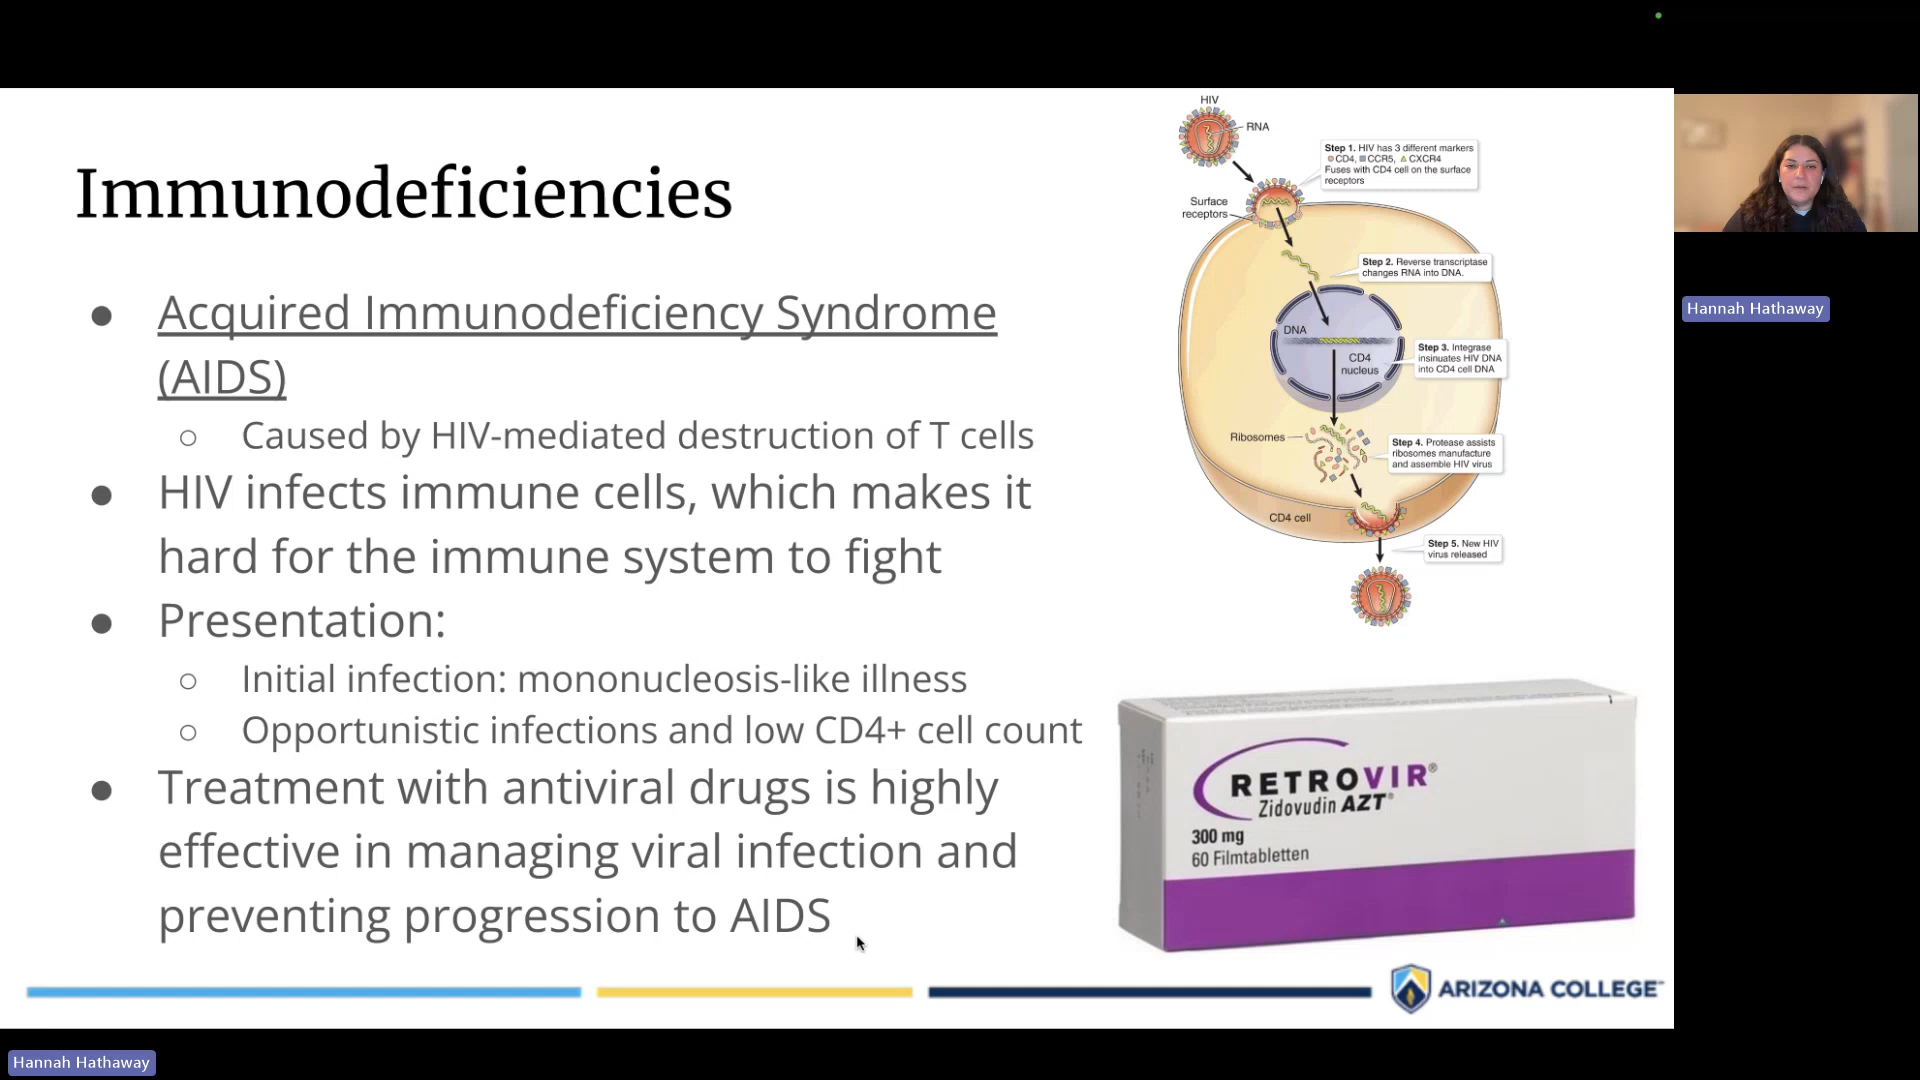 Immunodeficiencies
● Acquired Immunodeficiency Syndrome
(AIDS)
○ Caused by HIV-mediated destruction of T cells
● HIV infects immune cells, which makes it
hard for the immune system to fight
● Presentation:
○ Initial infection: mononucleosis-like illness
○ Opportunistic infections and low CD4+ cell count
● Treatment with antiviral drugs is highly
effective in managing viral infection and
preventing progression to AIDS
HIV
RNA
Step 1. HIV has 3 different markers
CD4, CCR5, CXCR4
Fuses with CD4 cell on the surface
receptors
Surface
receptors
Step 2. Reverse transcriptase
changes RNA into DNA.
DNA
CD4
nucleus
Step 3. Integrase
insinuates HIV DNA
into CD4 cell DNA
Ribosomes
Step 4. Protease assists
ribosomes manufacture
and assemble HIV virus
CD4 cell
Step 5. New HIV
virus released
RETROVIR®
Zidovudin AZT®
300 mg
60 Filmtabletten
ARIZONA COLLEGE
Hannah Hathaway
Hannah Hathaway